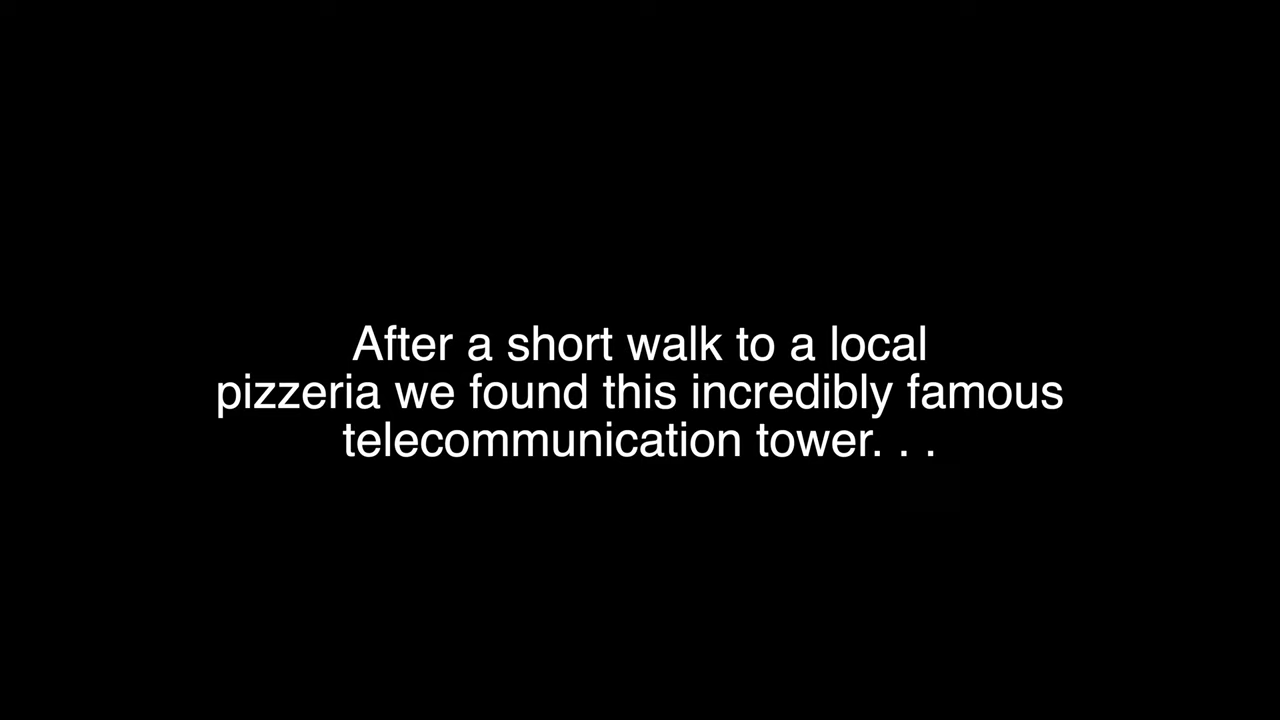 After a short walk to a local
pizzeria we found this incredibly famous
telecommunication tower. . .